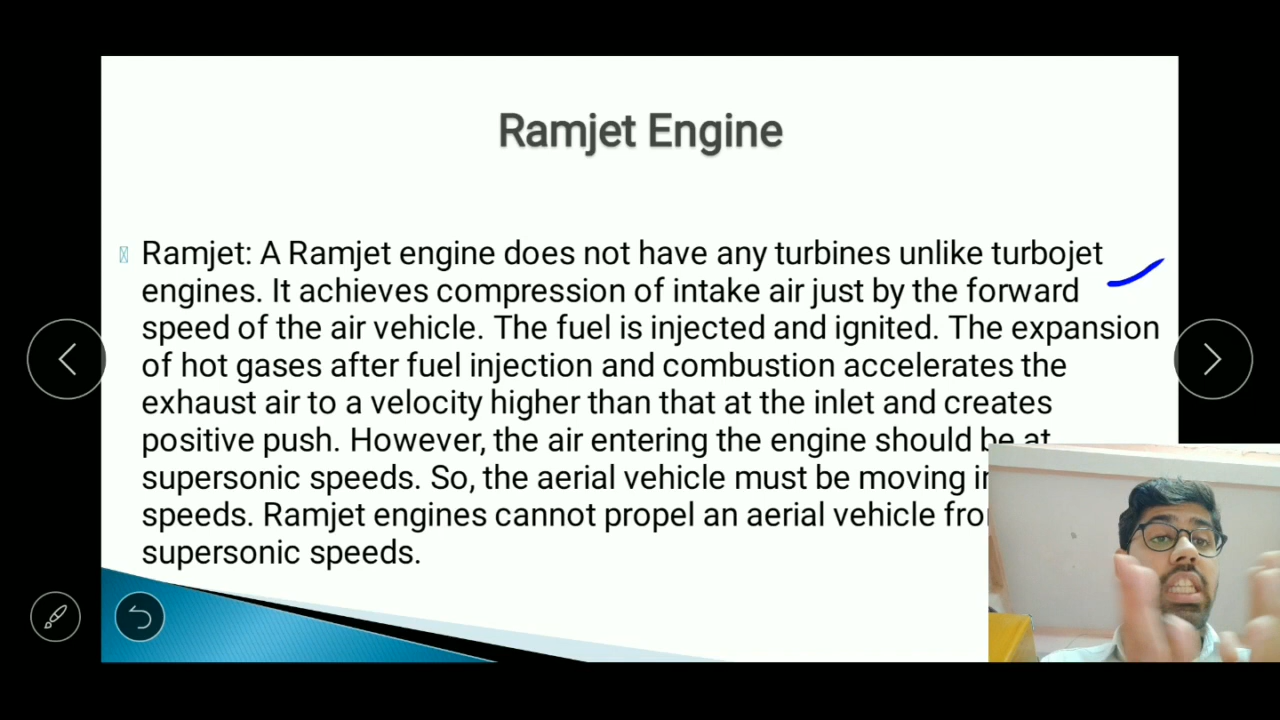 Ramjet Engine
Ramjet: A Ramjet engine does not have any turbines unlike turbojet
engines. It achieves compression of intake air just by the forward
speed of the air vehicle. The fuel is injected and ignited. The expansion
of hot gases after fuel injection and combustion accelerates the
exhaust air to a velocity higher than that at the inlet and creates
positive push. However, the air entering the engine should be at
supersonic speeds. So, the aerial vehicle must be moving
speeds. Ramjet engines cannot propel an aerial vehicle
supersonic speeds.